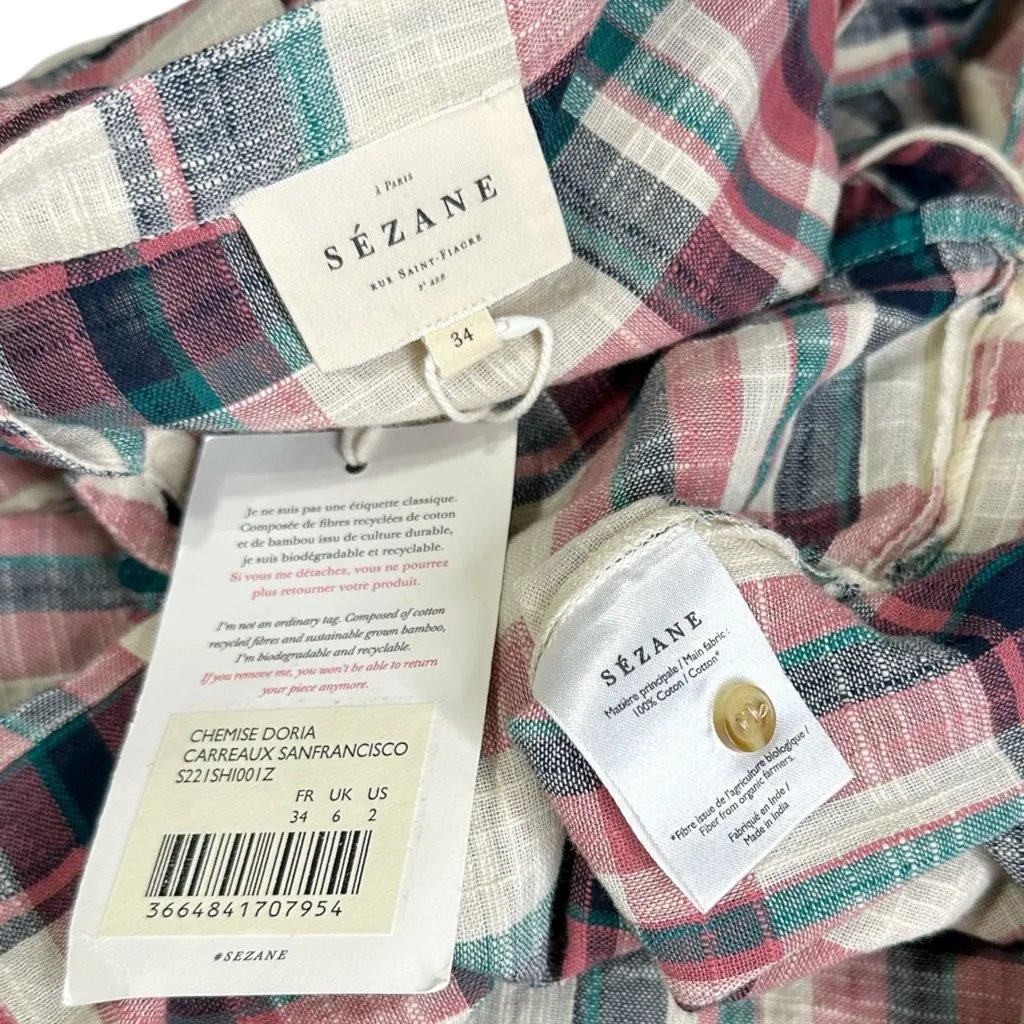 À PARIS
SÉZANE
RUE SAINT-FIACRE
2ᵉ ARR.
34
Je ne suis pas une étiquette classique.
Composée de fibres recyclées de coton
et de bambou issu de culture durable,
je suis biodégradable et recyclable.
Si vous me détachez, vous ne pourrez
plus retourner votre produit.
I'm not an ordinary tag. Composed of cotton
recycled fibres and sustainable grown bamboo,
I'm biodegradable and recyclable.
If you remove me, you won't be able to return
your piece anymore.
CHEMISE DORIA
CARREAUX SANFRANCISCO
S221SHI001Z
FR UK US
34 6 2
3664841707954
#SEZANE
SÉZANE
Matière principale / Main fabric :
100% Coton / Cotton*
*Fibre issue de l'agriculture biologique /
Fiber from organic farmers.
Fabriqué en Inde /
Made in India